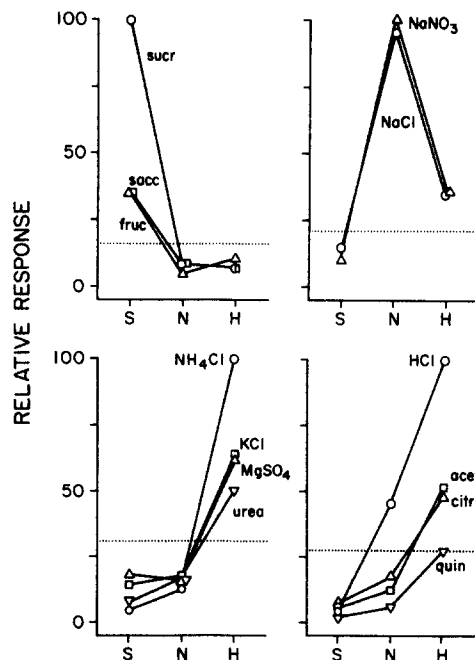 RELATIVE RESPONSE
100
50
0
sucr
sacc
fruc
S N H
NaNO3
NaCl
S N H
100
50
0
NH4Cl
KCl
MgSO4
urea
S N H
HCl
ace
citr
quin
S N H